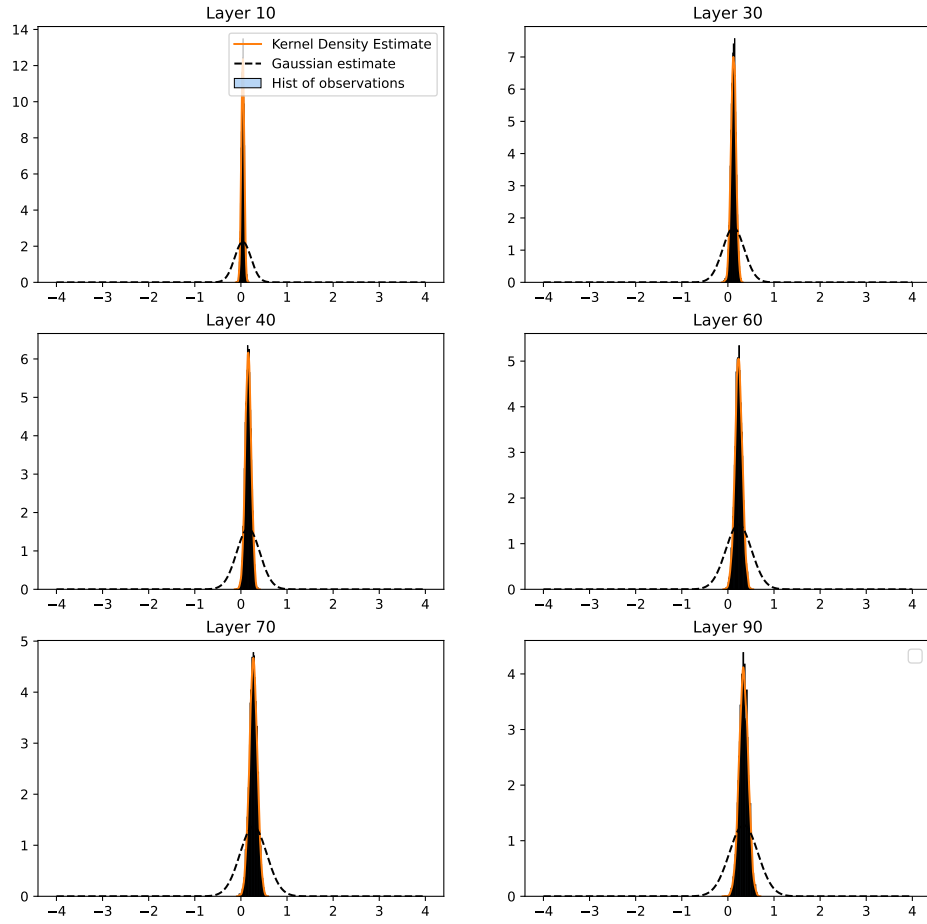 Layer 10
14
12
10
8
6
4
2
0
−4 −3 −2 −1 0 1 2 3 4
Kernel Density Estimate
Gaussian estimate
Hist of observations
Layer 30
7
6
5
4
3
2
1
0
−4 −3 −2 −1 0 1 2 3 4
Layer 40
6
5
4
3
2
1
0
−4 −3 −2 −1 0 1 2 3 4
Layer 60
5
4
3
2
1
0
−4 −3 −2 −1 0 1 2 3 4
Layer 70
5
4
3
2
1
0
−4 −3 −2 −1 0 1 2 3 4
Layer 90
4
3
2
1
0
−4 −3 −2 −1 0 1 2 3 4